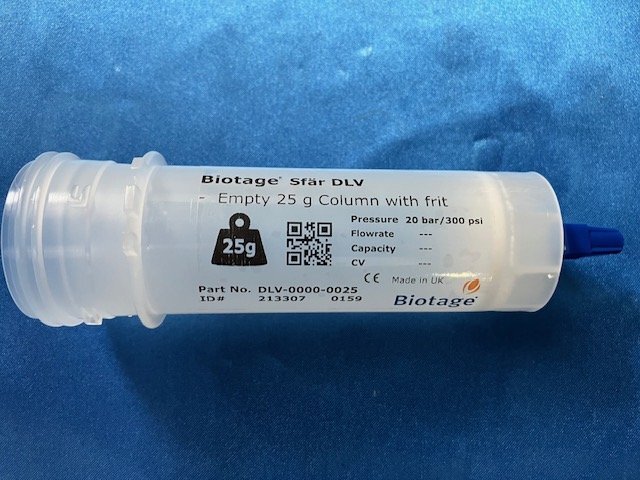 Biotage® Sfär DLV
- Empty 25 g Column with frit
25g
Pressure 20 bar/300 psi
Flowrate ---
Capacity ---
CV ---
CE Made in UK
Part No. DLV-0000-0025
ID# 213307 0159
Biotage®